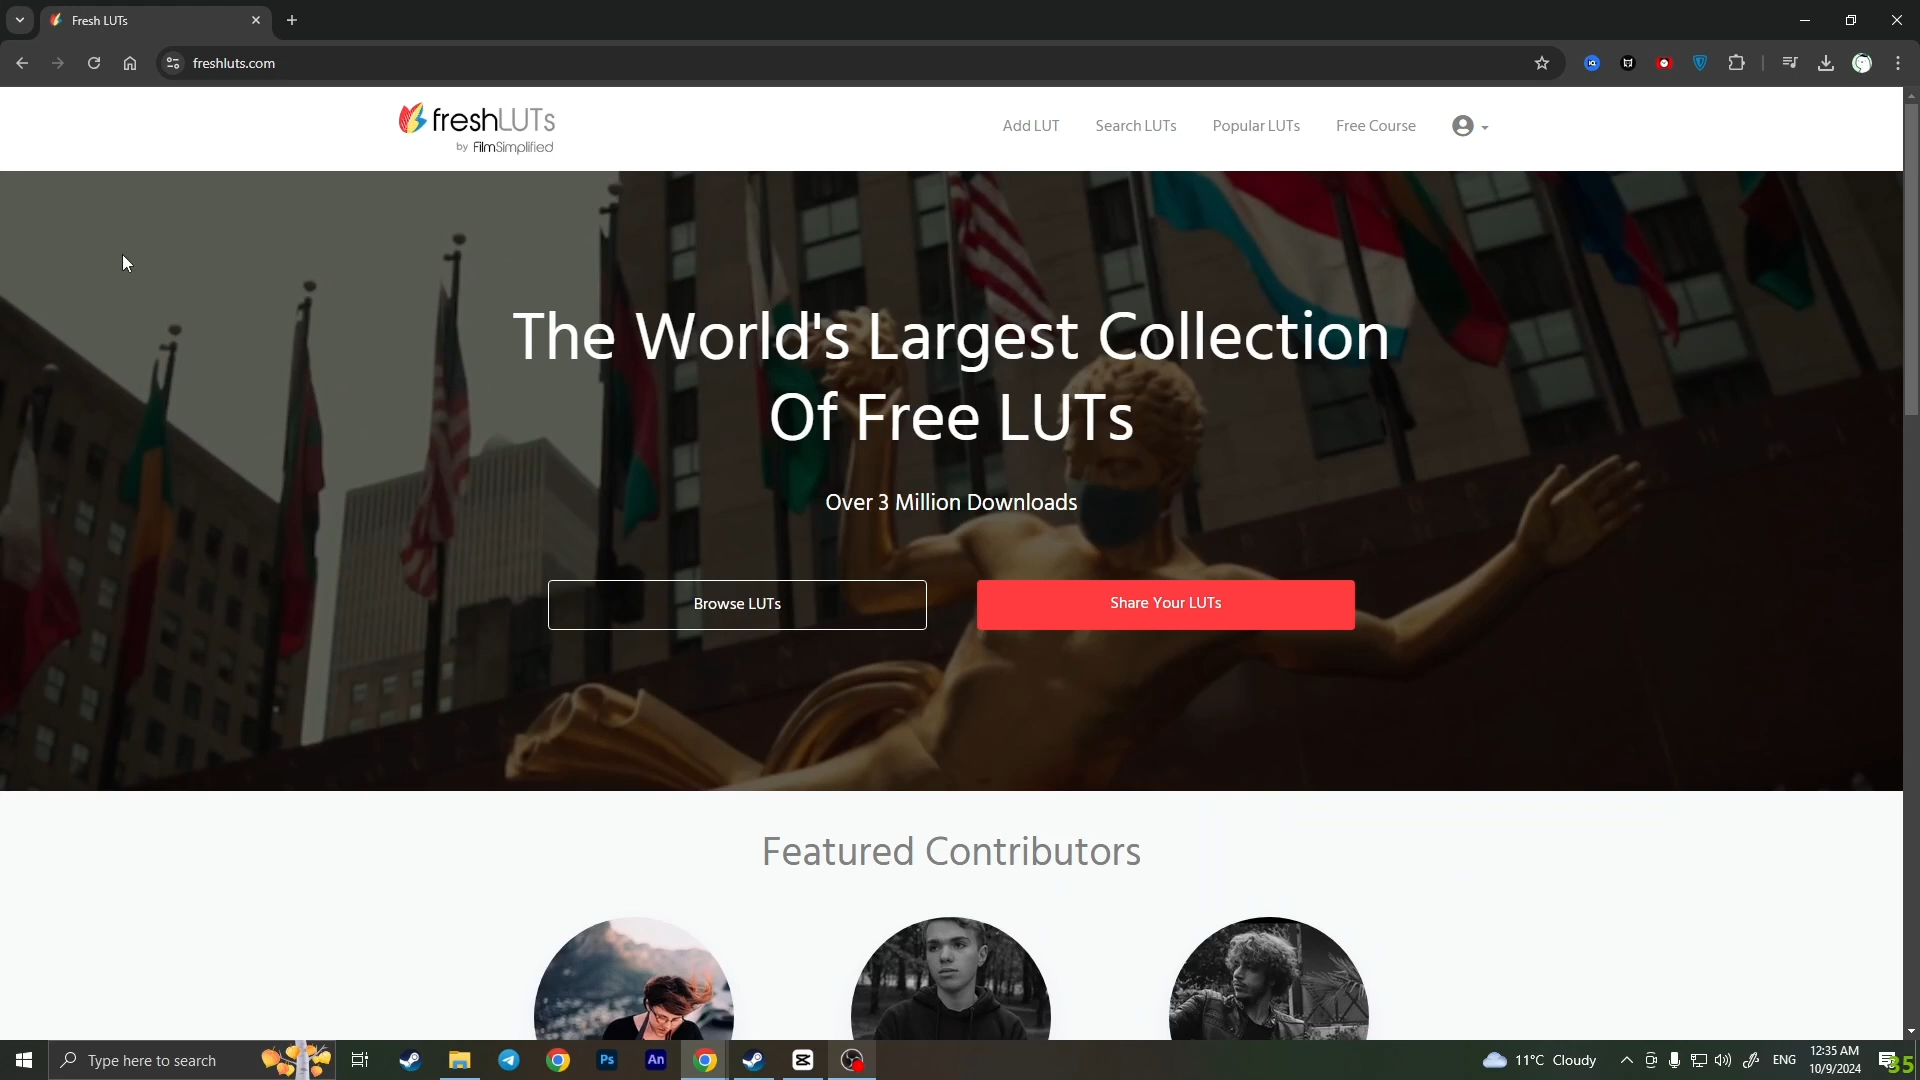 Fresh LUTs
freshluts.com
freshLUTs
by FilmSimplified
Add LUT
Search LUTs
Popular LUTs
Free Course
The World's Largest Collection
Of Free LUTs
Over 3 Million Downloads
Browse LUTs
Share Your LUTs
Featured Contributors
Type here to search
Ps
An
11°C Cloudy
ENG
12:35 AM
10/9/2024
35